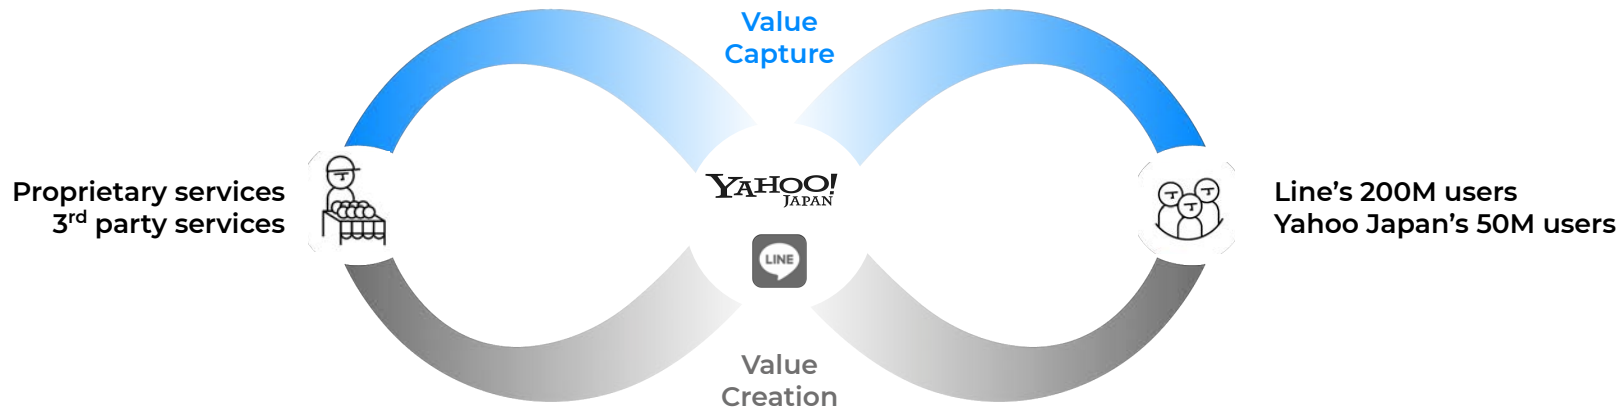 Value
Capture
Proprietary services
3rd party services
YAHOO!
JAPAN
LINE
Line’s 200M users
Yahoo Japan’s 50M users
Value
Creation